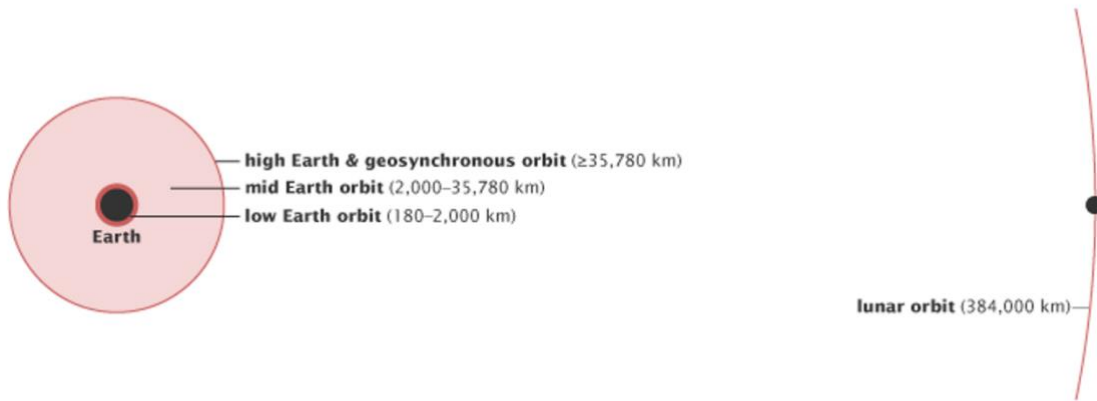 high Earth & geosynchronous orbit (≥35,780 km)
mid Earth orbit (2,000–35,780 km)
low Earth orbit (180–2,000 km)
Earth
lunar orbit (384,000 km)